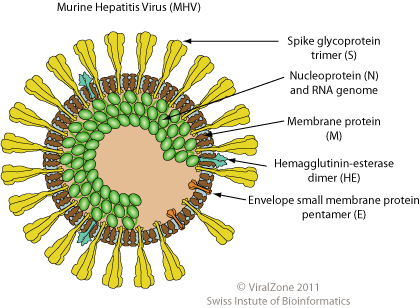 Murine Hepatitis Virus (MHV)
Spike glycoprotein
trimer (S)
Nucleoprotein (N)
and RNA genome
Membrane protein
(M)
Hemagglutinin-esterase
dimer (HE)
Envelope small membrane protein
pentamer (E)
© ViralZone 2011
Swiss Instute of Bioinformatics